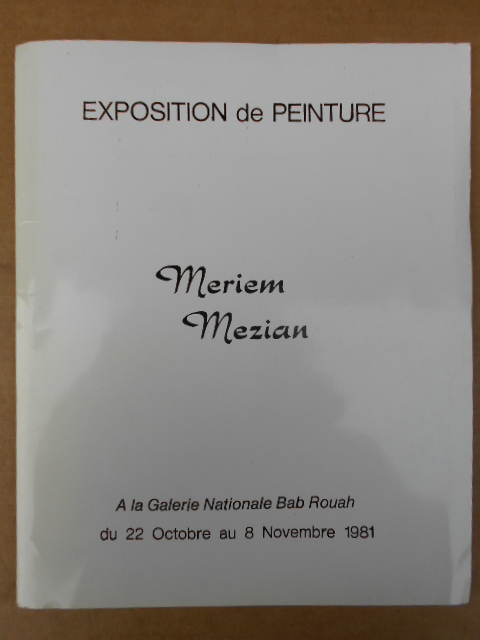 EXPOSITION de PEINTURE
Meriem
Mezian
A la Galerie Nationale Bab Rouah
du 22 Octobre au 8 Novembre 1981